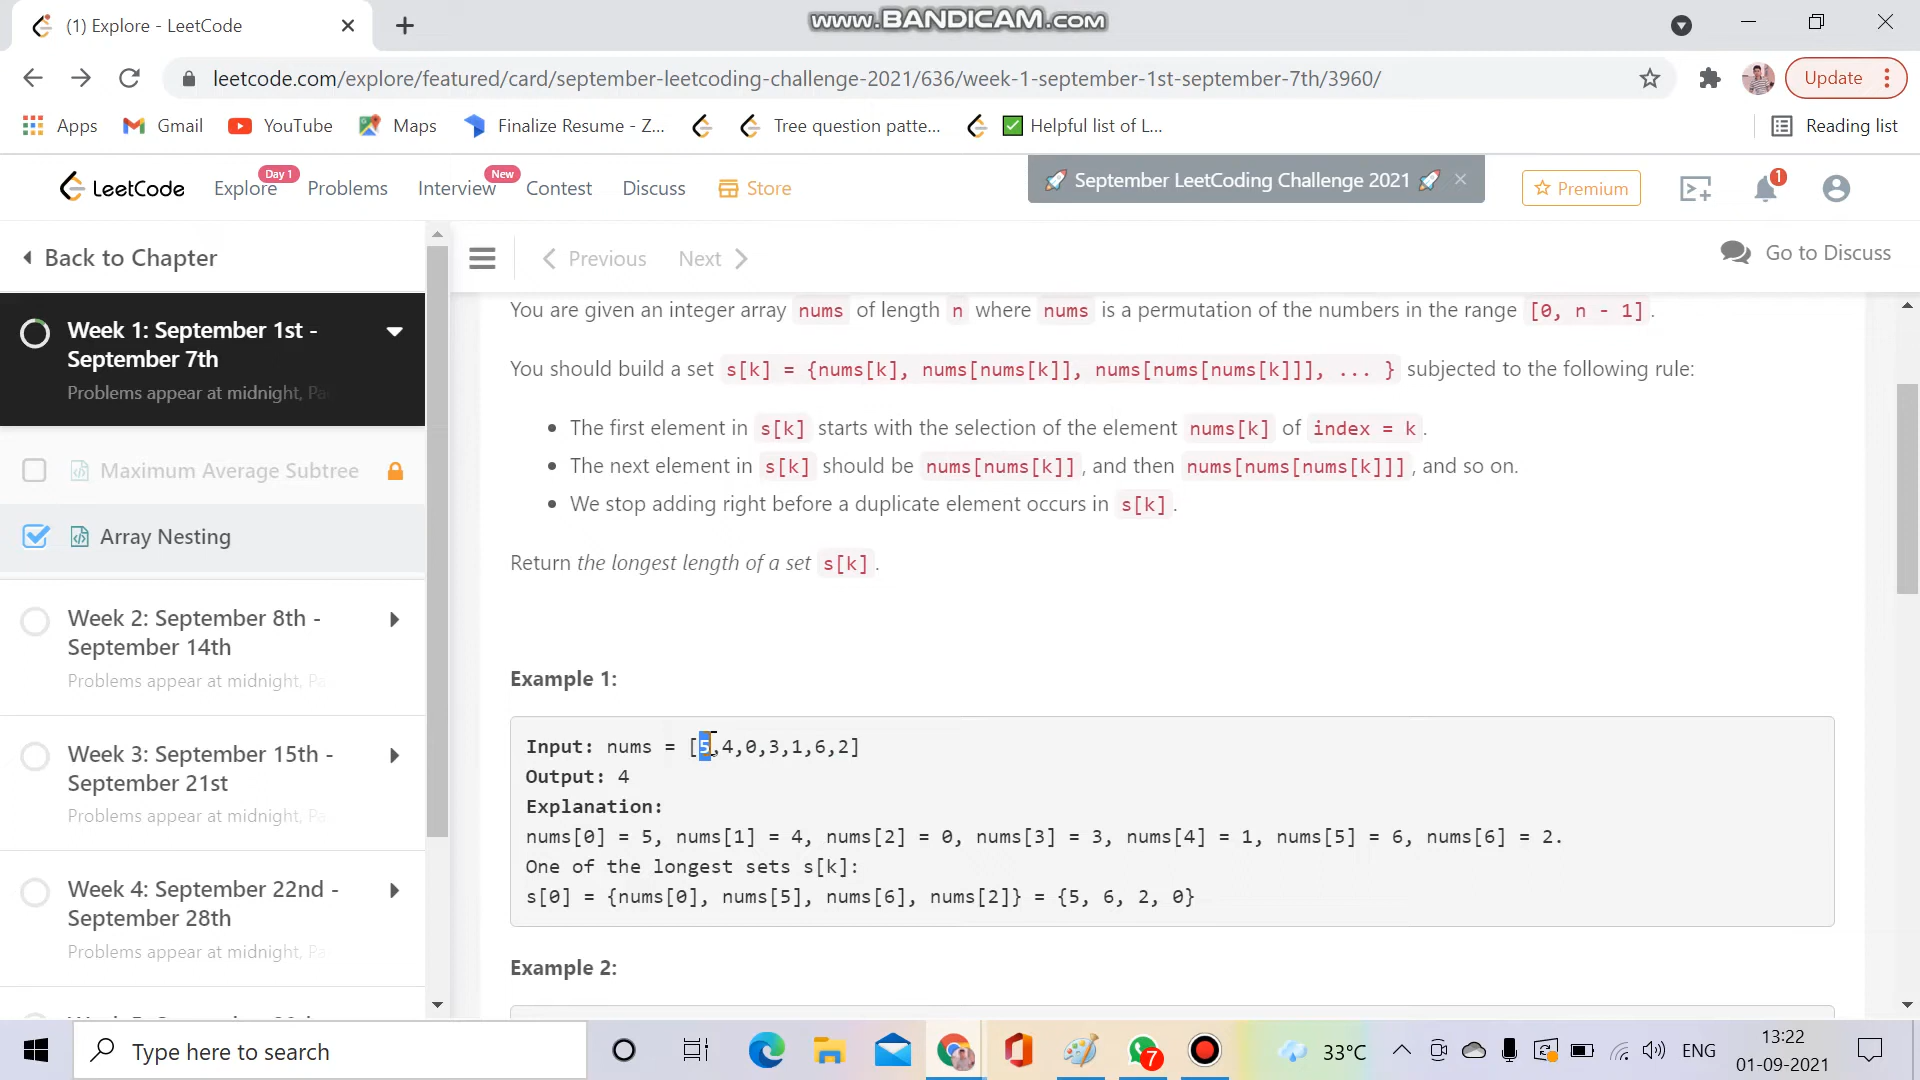 (1) Explore - LeetCode
www.BANDICAM.com
leetcode.com/explore/featured/card/september-leetcoding-challenge-2021/636/week-1-september-1st-september-7th/3960/
Update
Apps
Gmail
YouTube
Maps
Finalize Resume - Z...
Tree question patte...
Helpful list of L...
Reading list
LeetCode
Explore
Day 1
Problems
Interview
New
Contest
Discuss
Store
September LeetCoding Challenge 2021
Premium
1
Back to Chapter
Previous
Next
Go to Discuss
Week 1: September 1st -
September 7th
Problems appear at midnight,
Maximum Average Subtree
Array Nesting
Week 2: September 8th -
September 14th
Problems appear at midnight,
Week 3: September 15th -
September 21st
Problems appear at midnight,
Week 4: September 22nd -
September 28th
Problems appear at midnight,
You are given an integer array nums of length n where nums is a permutation of the numbers in the range [0, n - 1].
You should build a set s[k] = {nums[k], nums[nums[k]], nums[nums[nums[k]]], ... } subjected to the following rule:
• The first element in s[k] starts with the selection of the element nums[k] of index = k.
• The next element in s[k] should be nums[nums[k]], and then nums[nums[nums[k]]], and so on.
• We stop adding right before a duplicate element occurs in s[k].
Return the longest length of a set s[k].
Example 1:
Input: nums = [5,4,0,3,1,6,2]
Output: 4
Explanation:
nums[0] = 5, nums[1] = 4, nums[2] = 0, nums[3] = 3, nums[4] = 1, nums[5] = 6, nums[6] = 2.
One of the longest sets s[k]:
s[0] = {nums[0], nums[5], nums[6], nums[2]} = {5, 6, 2, 0}
Example 2:
Type here to search
7
33°C
ENG
13:22
01-09-2021